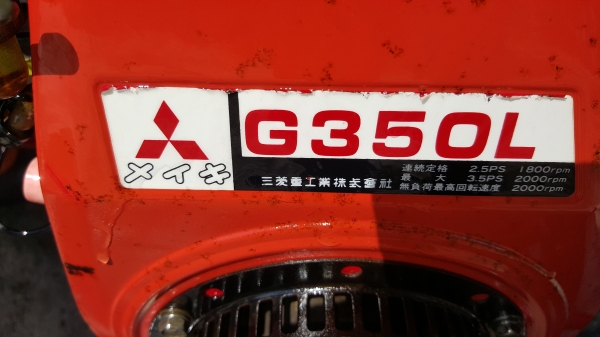 メイキ
G350L
三菱重工業株式會社
連続定格 2.5PS 1800rpm
最大 3.5PS 2000rpm
無負荷最高回転速度 2000rpm